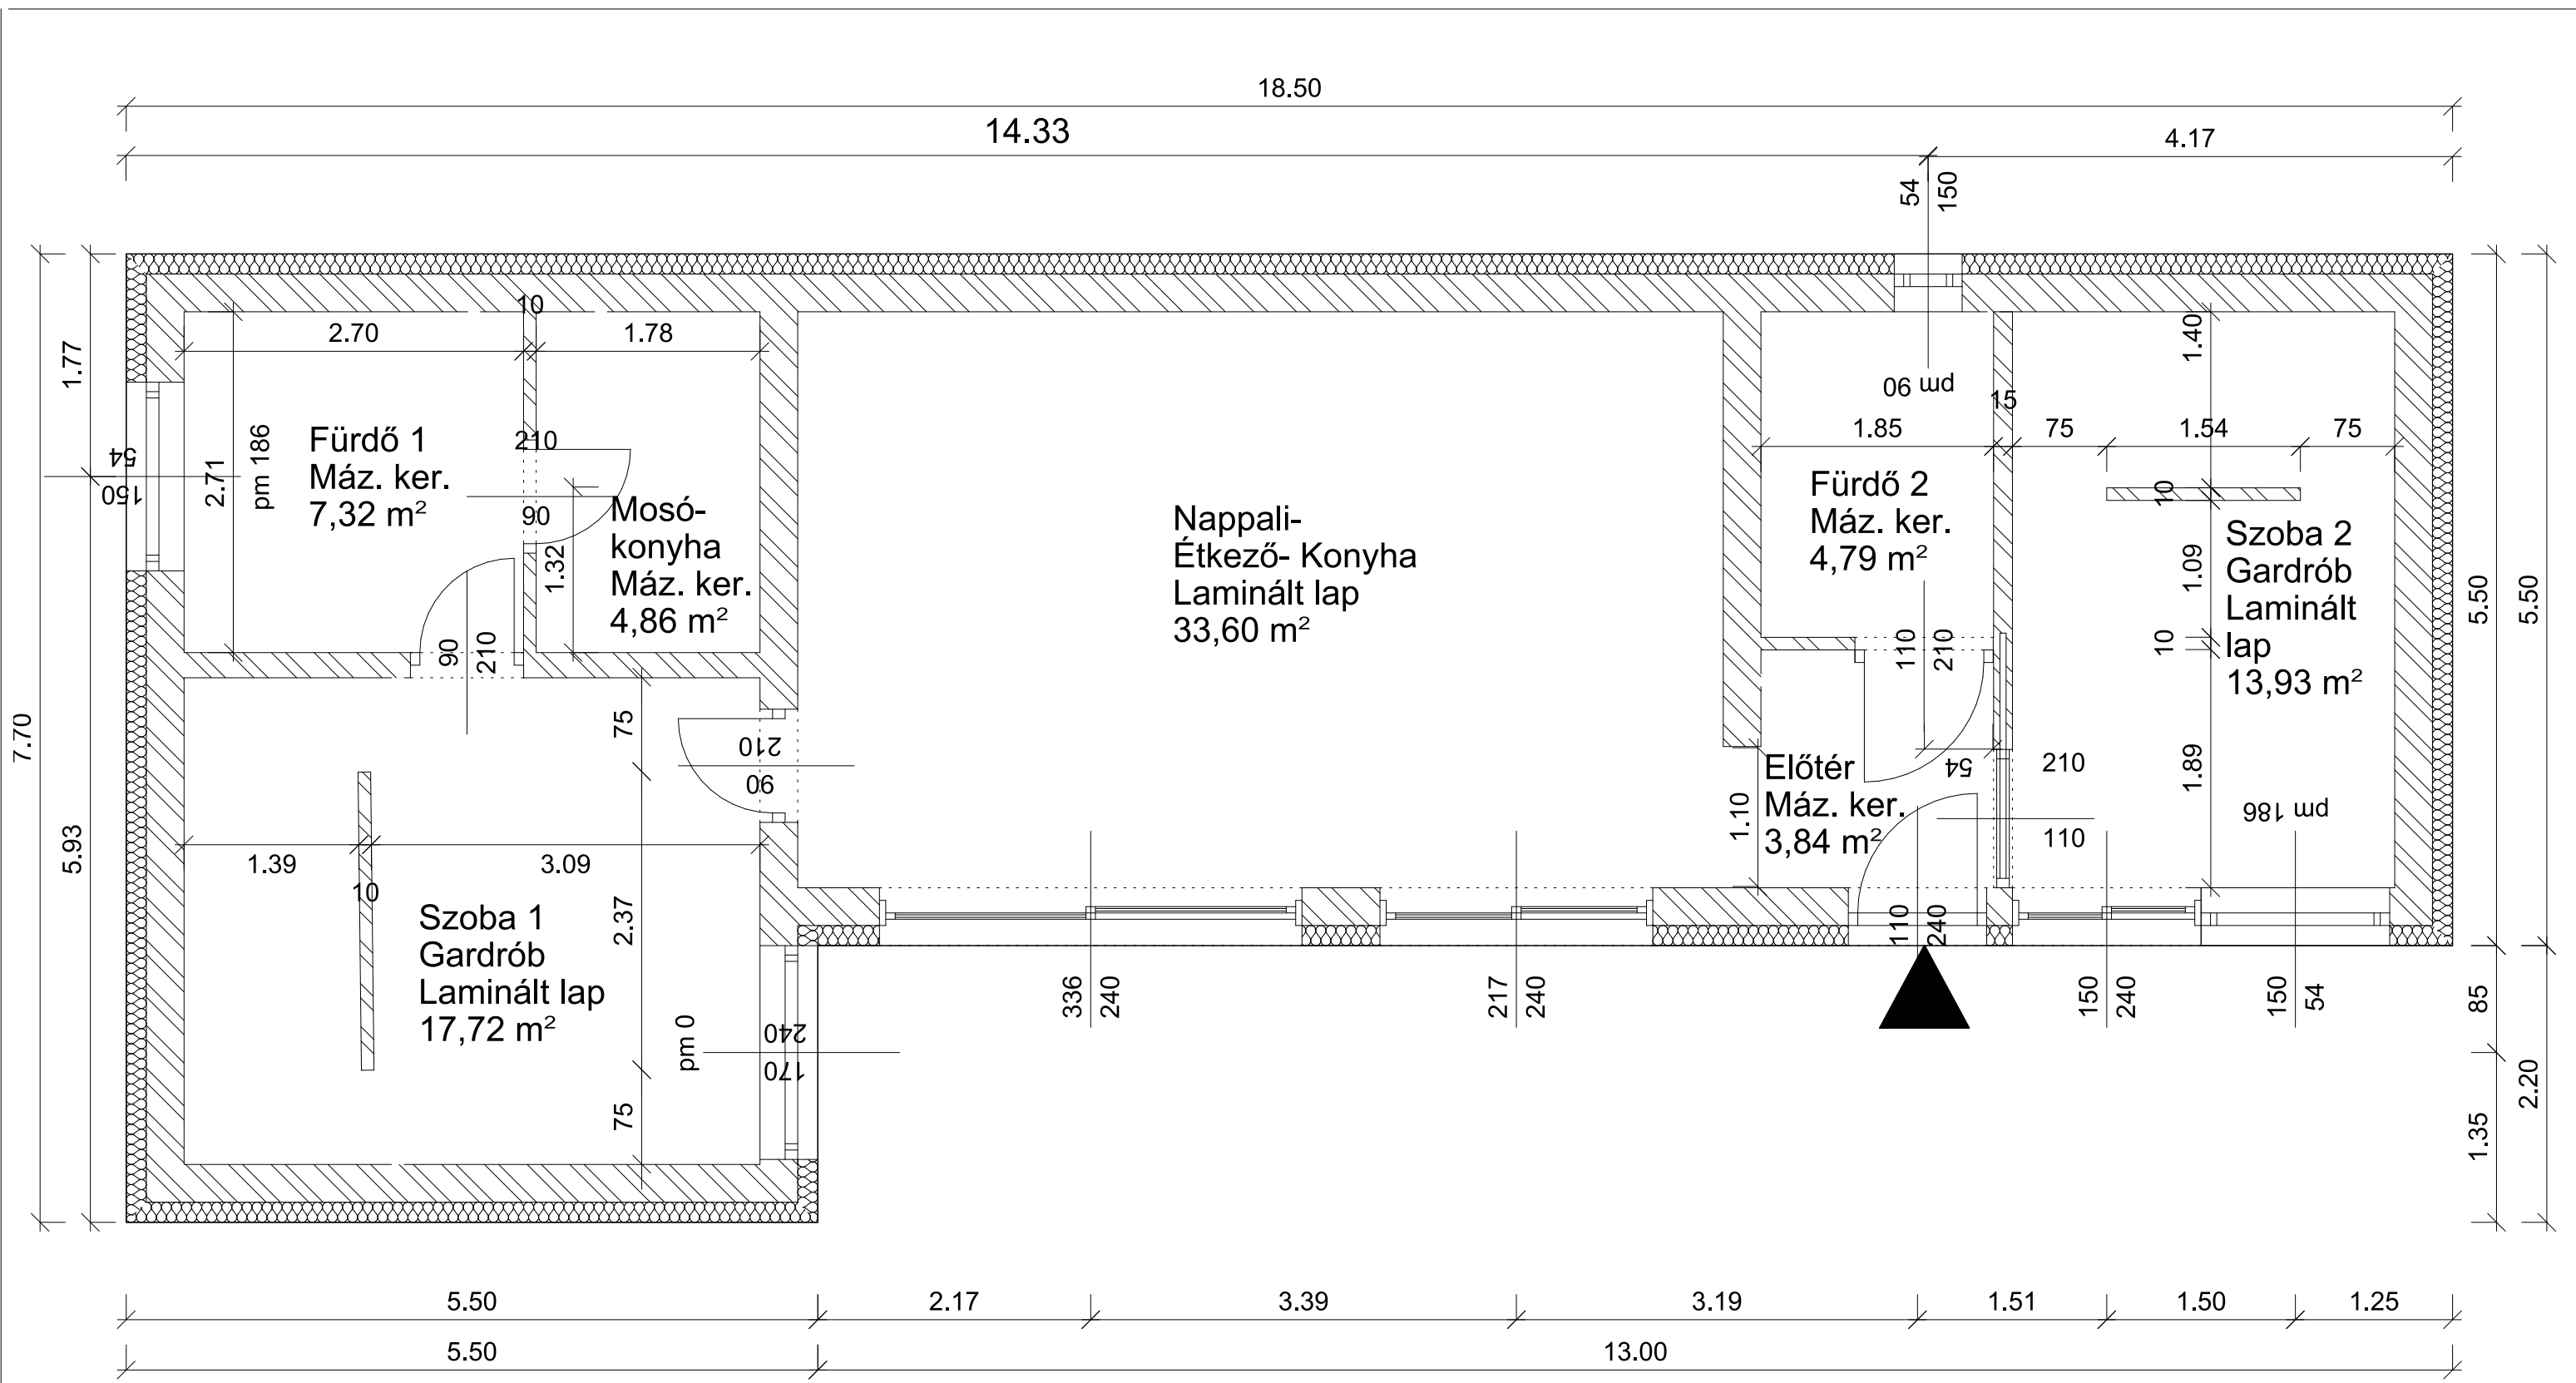 18.50
14.33
4.17
54
150
10
2.70
1.78
1.77
1.40
2.71
pm 186
Fürdő 1
Máz. ker.
7,32 m²
54
150
210
90
1.32
Mosó-
konyha
Máz. ker.
4,86 m²
90
210
Nappali-
Étkező- Konyha
Laminált lap
33,60 m²
pm 90
15
1.85
75
1.54
75
Fürdő 2
Máz. ker.
4,79 m²
10
1.09
10
Szoba 2
Gardrób
Laminált
lap
13,93 m²
5.50
5.50
110
210
7.70
5.93
75
210
90
1.39
10
3.09
2.37
75
Szoba 1
Gardrób
Laminált lap
17,72 m²
pm 0
240
170
1.10
Előtér
Máz. ker.
3,84 m²
54
210
110
1.89
pm 186
110
240
336
240
217
240
150
240
150
54
85
2.20
1.35
5.50
2.17
3.39
3.19
1.51
1.50
1.25
5.50
13.00